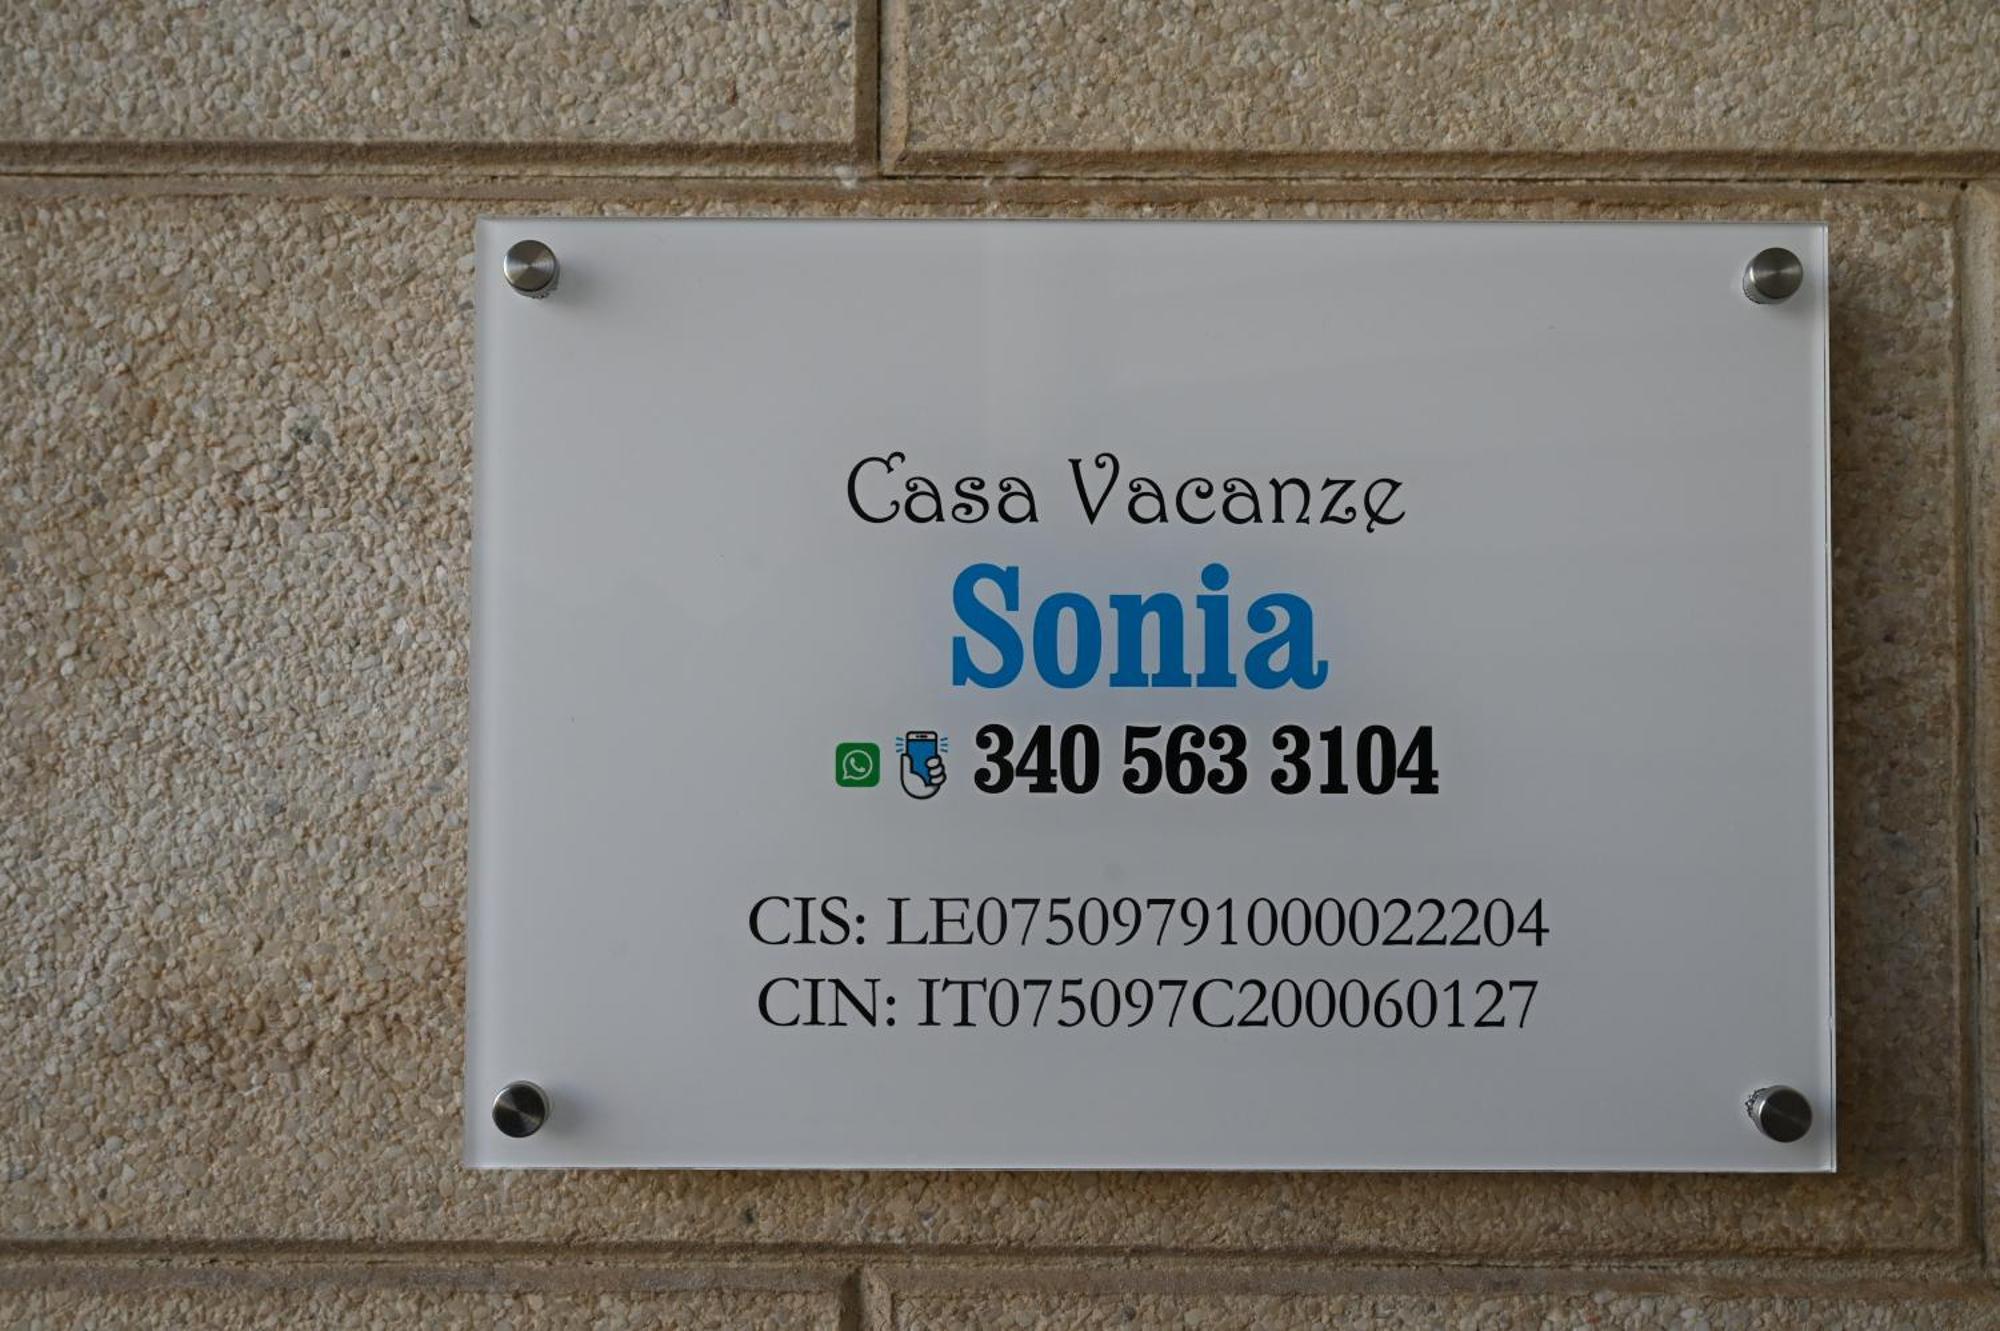 Casa Vacanze
Sonia
340 563 3104
CIS: LE07509791000022204
CIN: IT075097C200060127